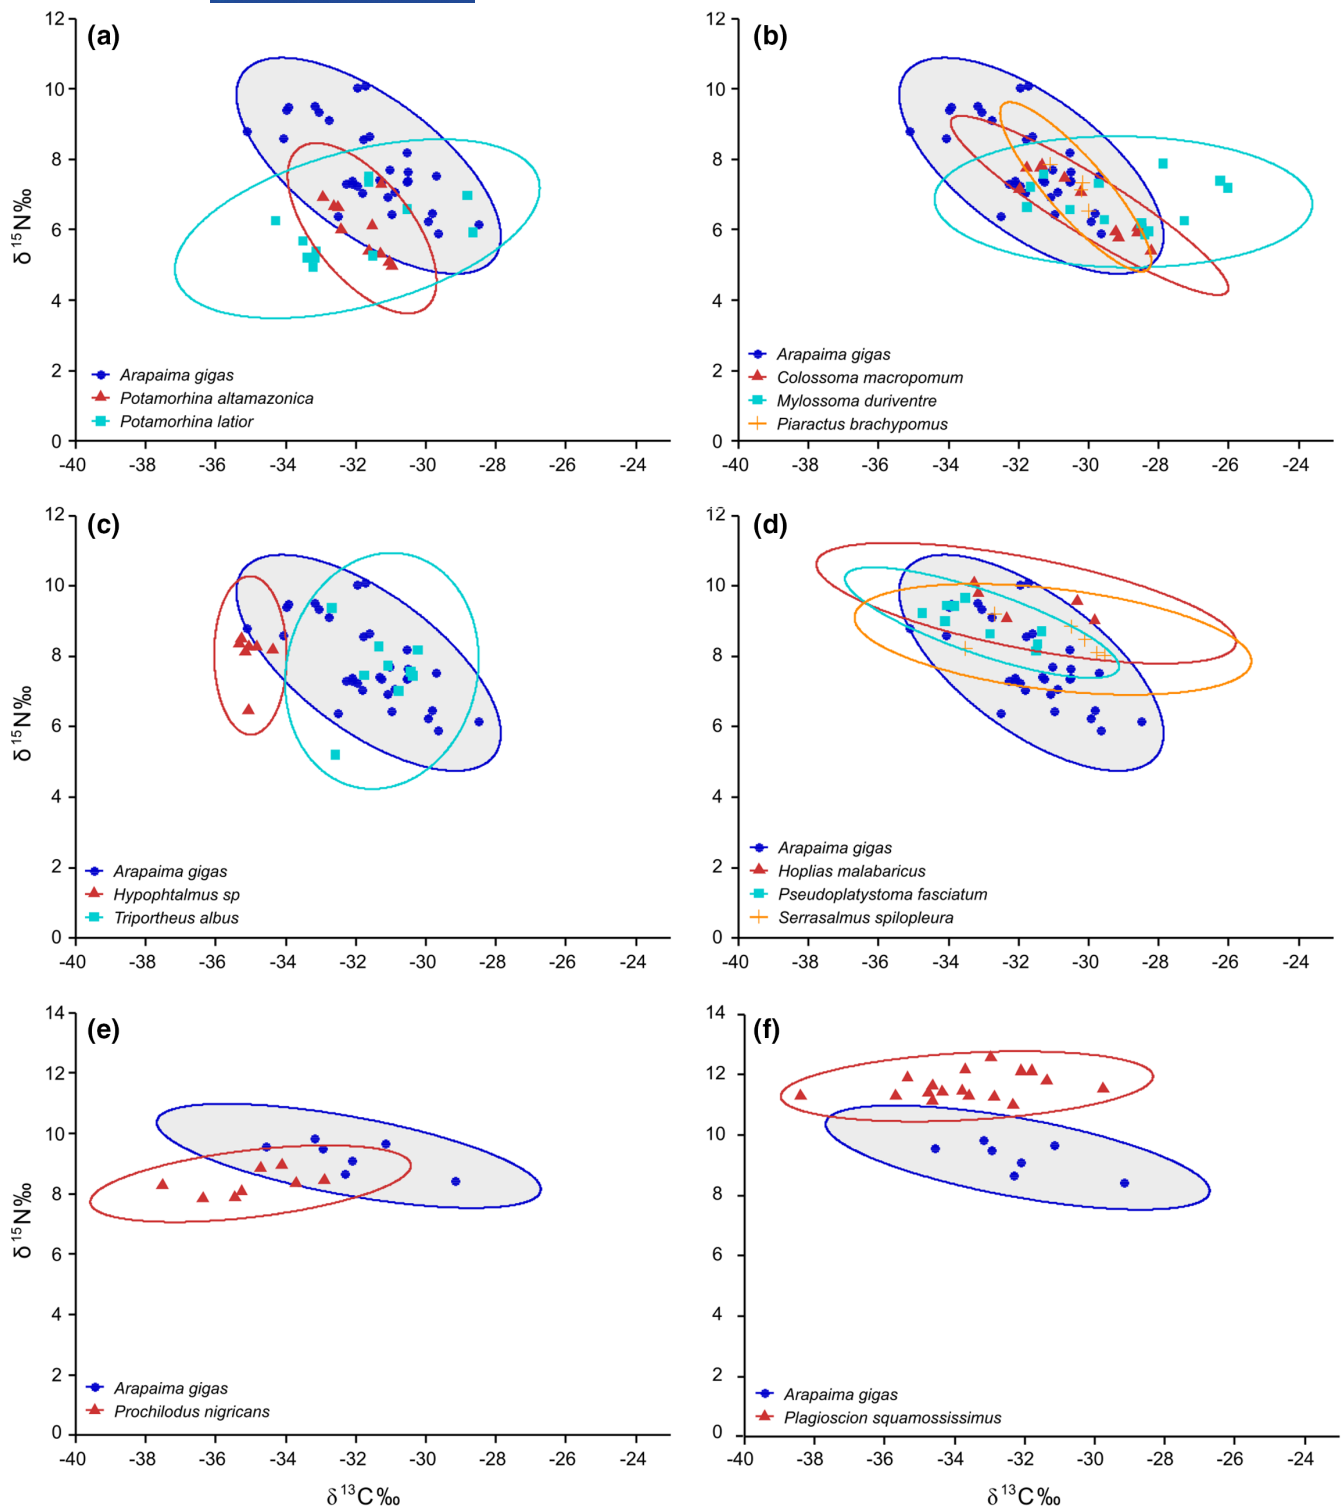 (a)
12
10
8
6
4
2
0
δ ¹⁵N‰
Arapaima gigas
Potamorhina altamazonica
Potamorhina latior
-40 -38 -36 -34 -32 -30 -28 -26 -24
(b)
12
10
8
6
4
2
0
Arapaima gigas
Colossoma macropomum
Mylossoma duriventre
Piaractus brachypomus
-40 -38 -36 -34 -32 -30 -28 -26 -24
(c)
12
10
8
6
4
2
0
δ ¹⁵N‰
Arapaima gigas
Hypophtalmus sp
Triportheus albus
-40 -38 -36 -34 -32 -30 -28 -26 -24
(d)
12
10
8
6
4
2
0
Arapaima gigas
Hoplias malabaricus
Pseudoplatystoma fasciatum
Serrasalmus spilopleura
-40 -38 -36 -34 -32 -30 -28 -26 -24
(e)
14
12
10
8
6
4
2
0
δ ¹⁵N‰
Arapaima gigas
Prochilodus nigricans
-40 -38 -36 -34 -32 -30 -28 -26 -24
δ ¹³C‰
(f)
14
12
10
8
6
4
2
0
Arapaima gigas
Plagioscion squamossissimus
-40 -38 -36 -34 -32 -30 -28 -26 -24
δ ¹³C‰